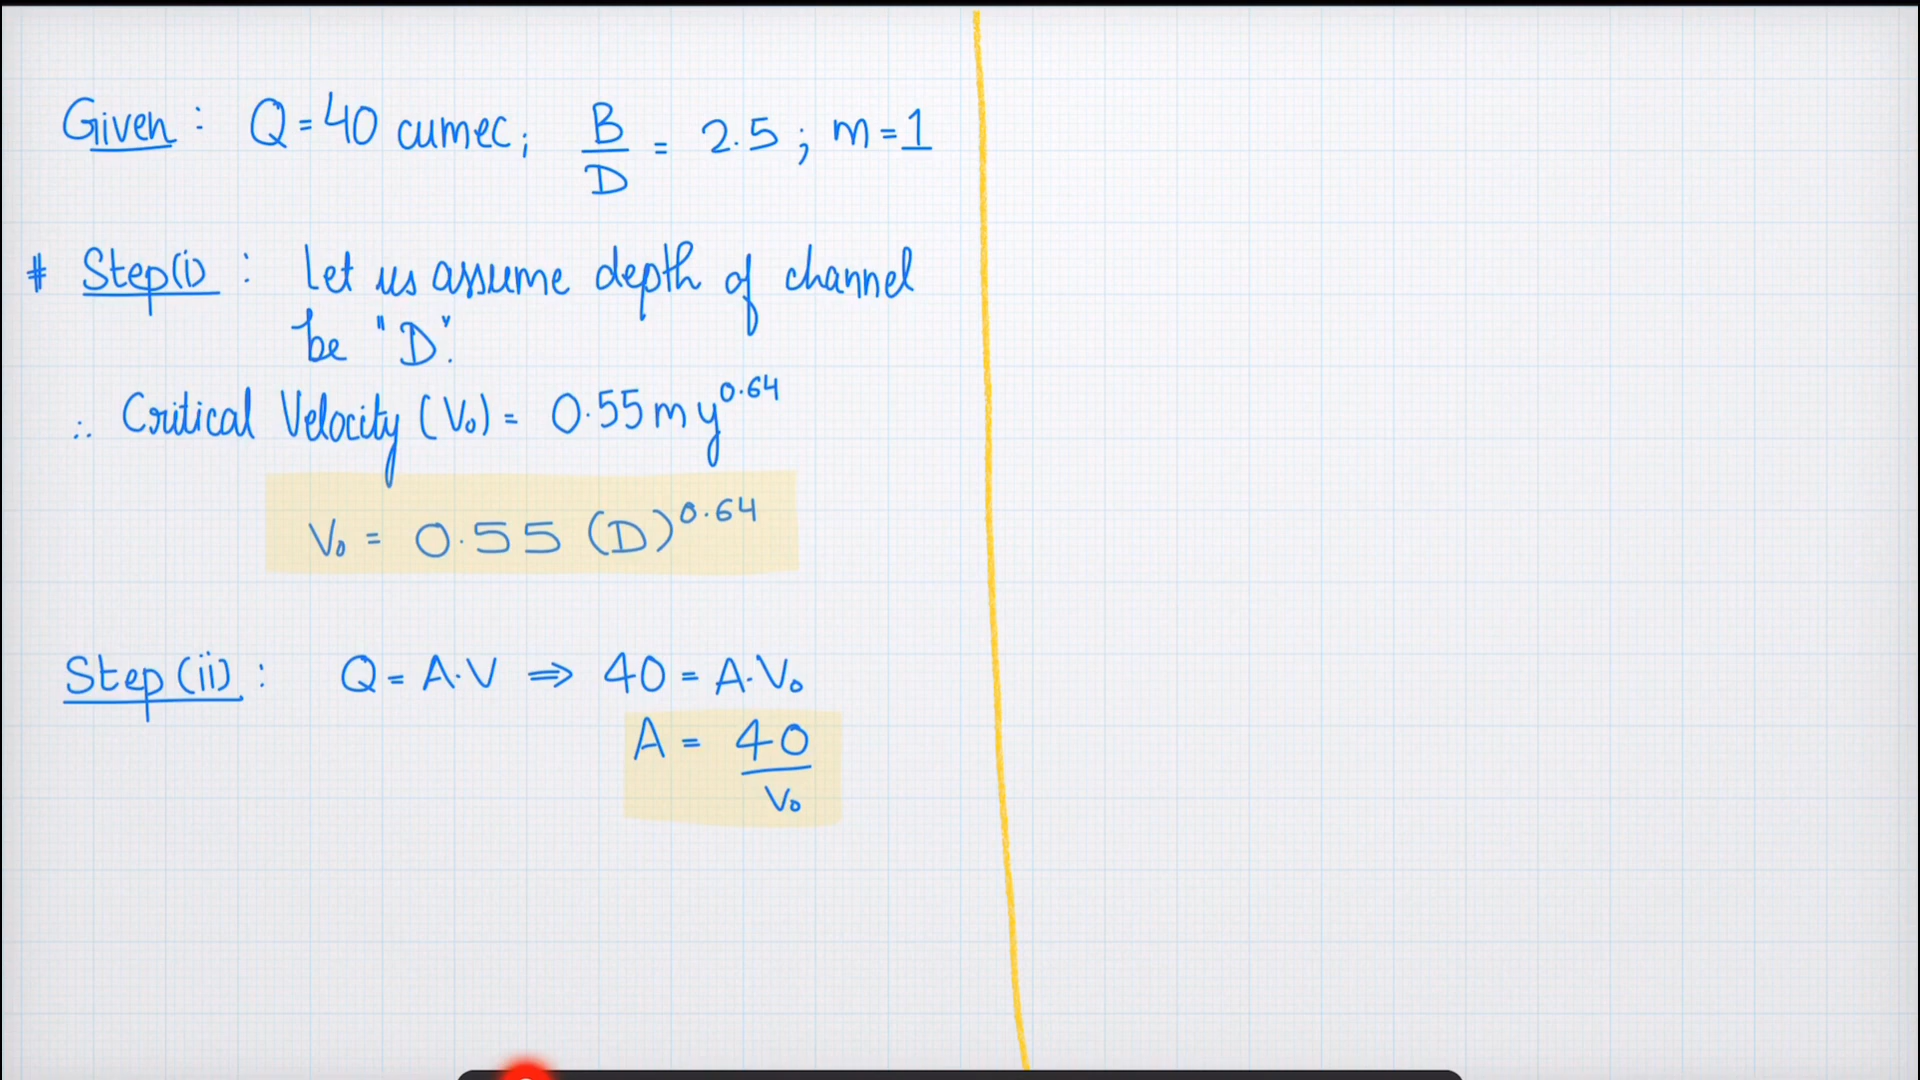 Given : Q = 40 cumec; B/D = 2.5 ; m = 1
# Step(i) : Let us assume depth of channel
be "D".
∴ Critical Velocity (V₀) = 0.55 m y^0.64
V₀ = 0.55 (D)^0.64
Step (ii) : Q = A.V ⇒ 40 = A.V₀
A = 40/V₀